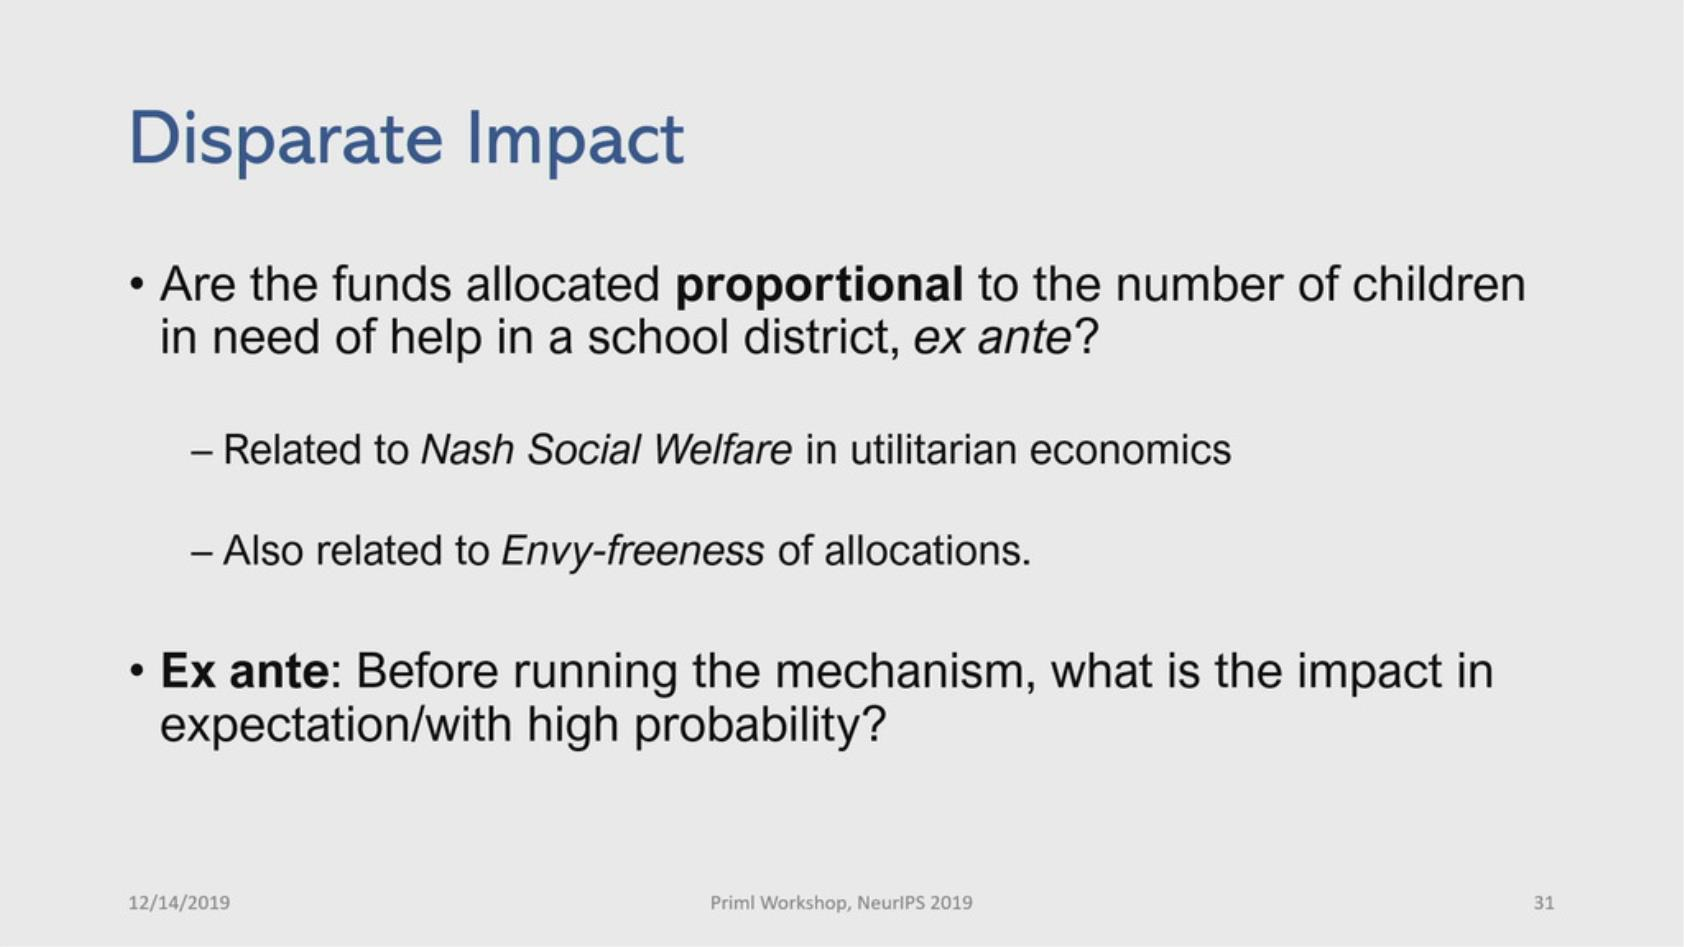 Disparate Impact
• Are the funds allocated proportional to the number of children
in need of help in a school district, ex ante?
– Related to Nash Social Welfare in utilitarian economics
– Also related to Envy-freeness of allocations.
• Ex ante: Before running the mechanism, what is the impact in
expectation/with high probability?
12/14/2019
Priml Workshop, NeurIPS 2019
31